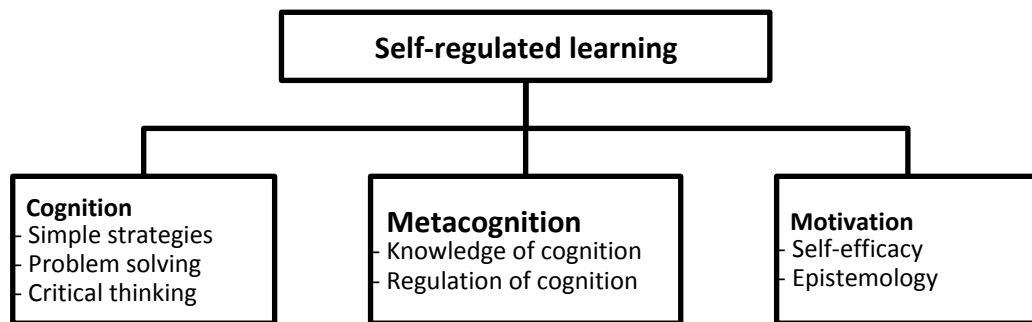 Self-regulated learning
Cognition
- Simple strategies
- Problem solving
- Critical thinking
Metacognition
- Knowledge of cognition
- Regulation of cognition
Motivation
- Self-efficacy
- Epistemology